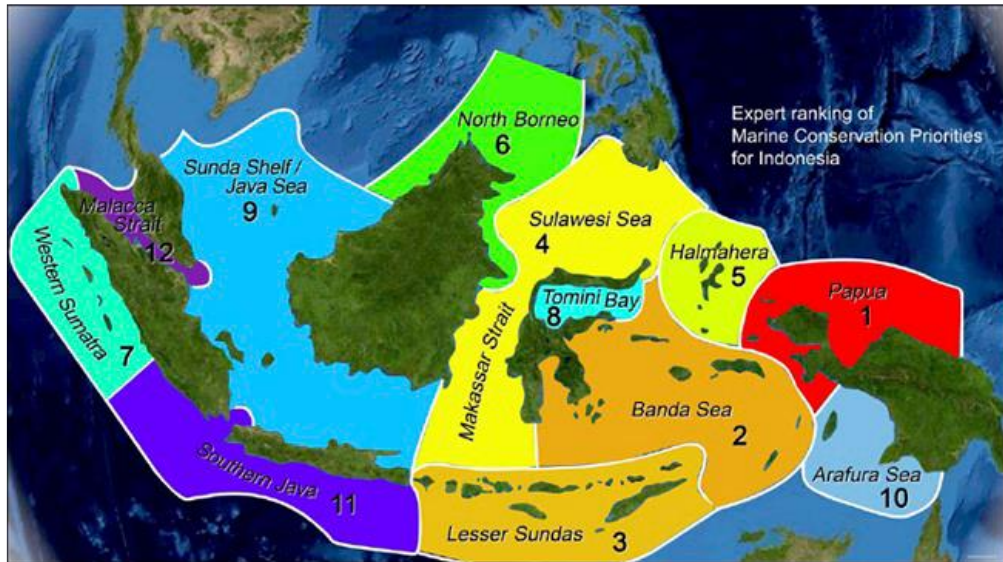 Expert ranking of
Marine Conservation Priorities
for Indonesia
North Borneo
6
Sunda Shelf /
Java Sea
9
Malacca
Strait
12
Western Sumatra
7
Sulawesi Sea
4
Makassar Strait
Halmahera
5
Tomini Bay
8
Papua
1
Banda Sea
2
Arafura Sea
10
Southern Java
11
Lesser Sundas
3